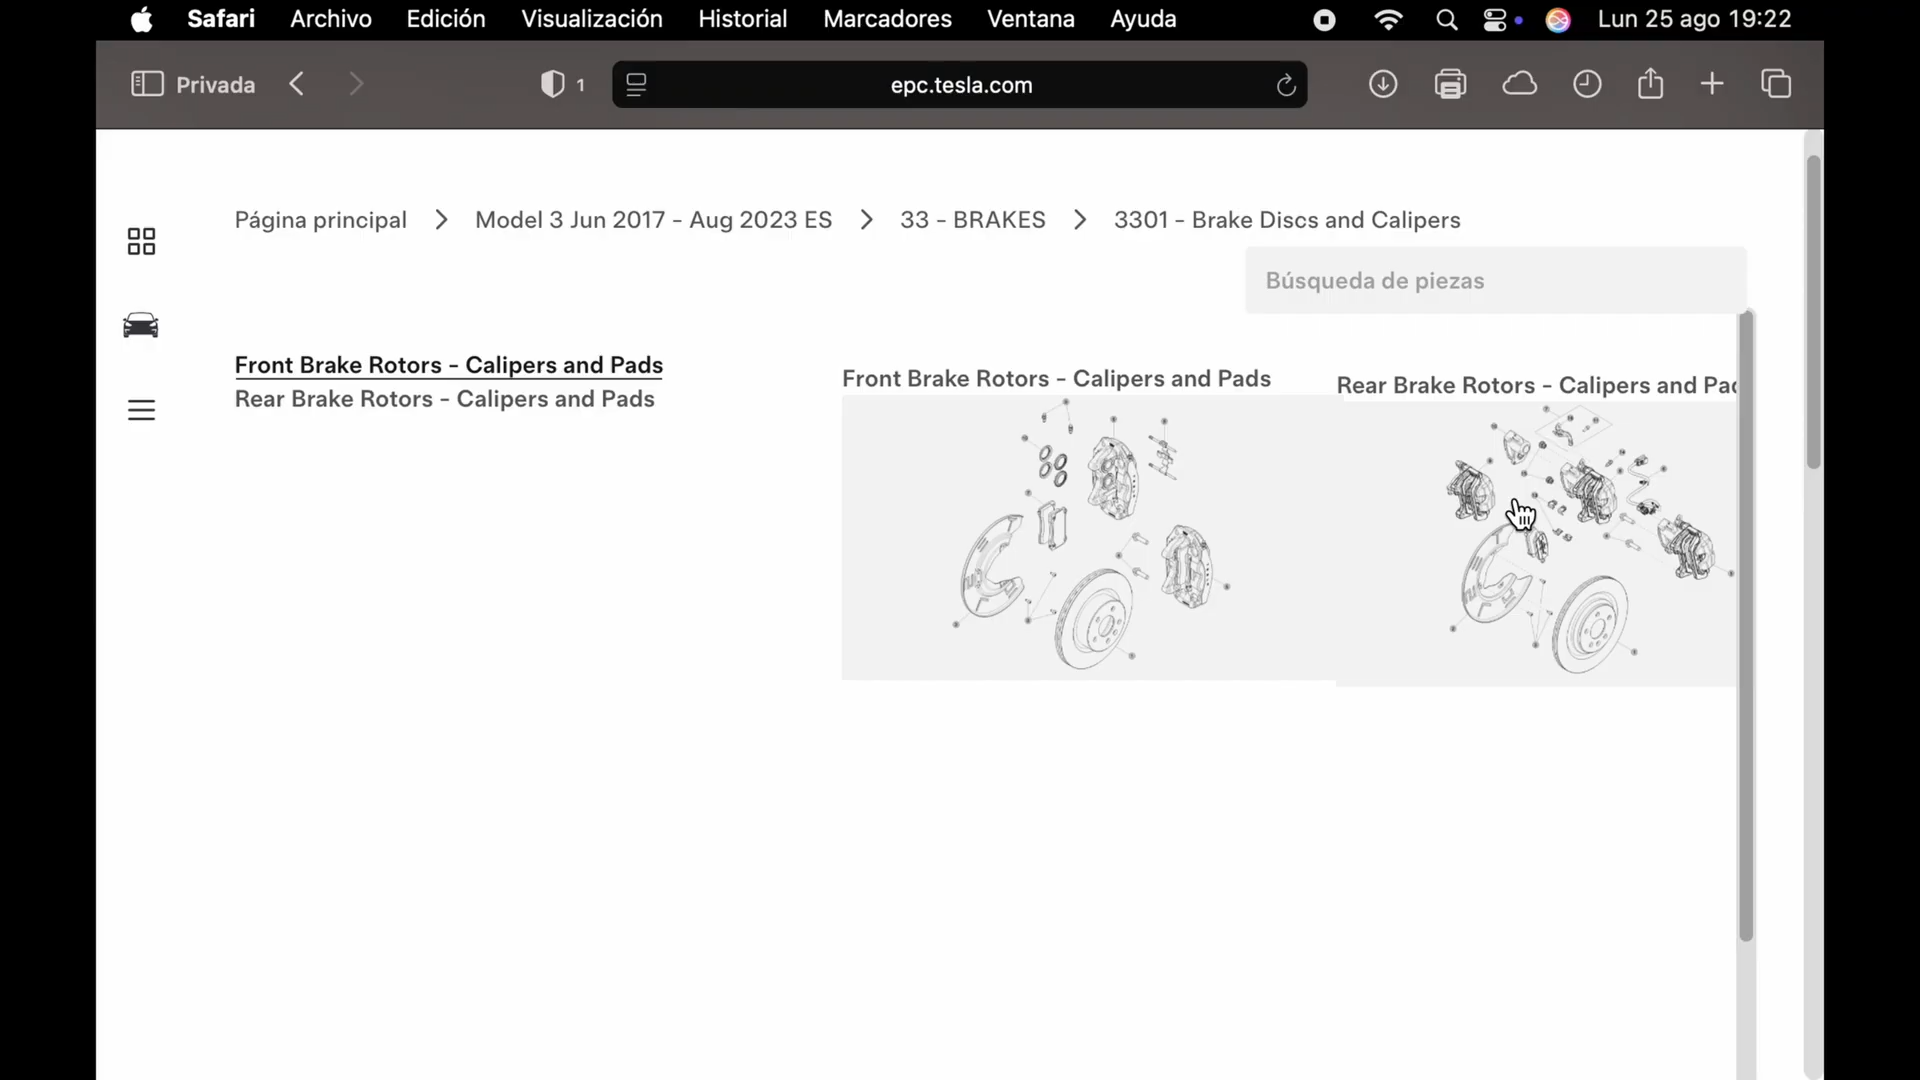 Safari Archivo Edición Visualización Historial Marcadores Ventana Ayuda Lun 25 ago 19:22
Privada 1 epc.tesla.com
Página principal > Model 3 Jun 2017 - Aug 2023 ES > 33 - BRAKES > 3301 - Brake Discs and Calipers
Búsqueda de piezas
Front Brake Rotors - Calipers and Pads
Rear Brake Rotors - Calipers and Pads
Front Brake Rotors - Calipers and Pads
Rear Brake Rotors - Calipers and Pa